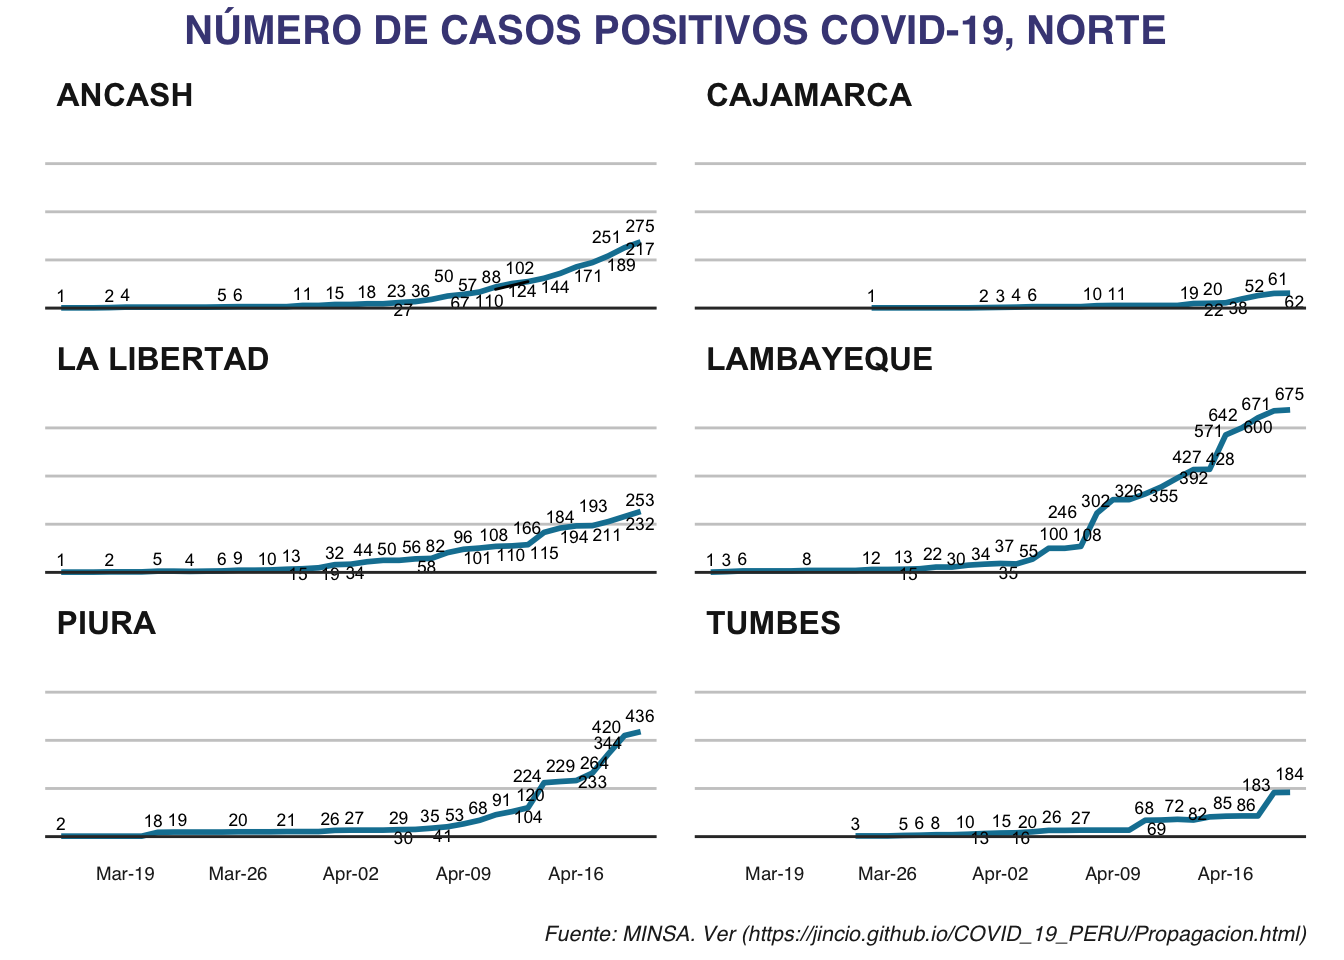 NÚMERO DE CASOS POSITIVOS COVID-19, NORTE
ANCASH
1 2 4 5 6 11 15 18 23 27 36 50 67 57 110 88 102 124 144 171 251 189 217 275
CAJAMARCA
1 2 3 4 6 10 11 19 20 22 38 52 61 62
LA LIBERTAD
1 2 5 4 6 9 10 13 15 19 32 34 44 50 56 58 82 96 101 108 110 166 115 184 194 193 211 232 253
LAMBAYEQUE
1 3 6 8 12 13 15 22 30 34 37 35 55 100 246 108 302 326 355 427 392 428 571 642 600 671 675
PIURA
2 18 19 20 21 26 27 29 30 35 41 53 68 91 104 120 224 229 233 264 344 420 436
TUMBES
3 5 6 8 10 13 15 16 20 26 27 68 69 72 82 85 86 183 184
Mar-19 Mar-26 Apr-02 Apr-09 Apr-16
Mar-19 Mar-26 Apr-02 Apr-09 Apr-16
Fuente: MINSA. Ver (https://jincio.github.io/COVID_19_PERU/Propagacion.html)